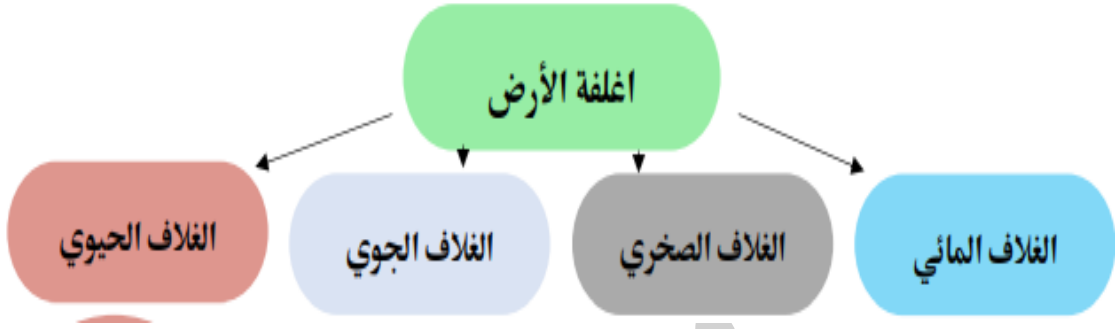 اغلفة الأرض
الغلاف المائي
الغلاف الصخري
الغلاف الجوي
الغلاف الحيوي